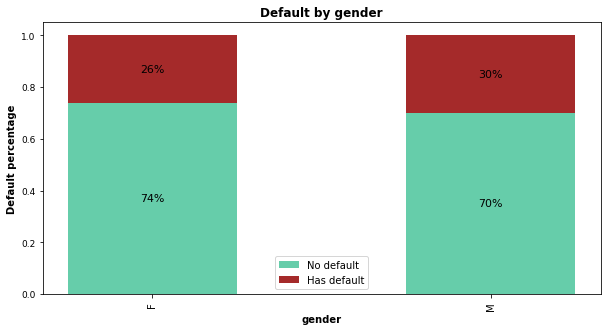 Default by gender
Default percentage
1.0
0.8
0.6
0.4
0.2
0.0
26%
30%
74%
70%
No default
Has default
F
M
gender